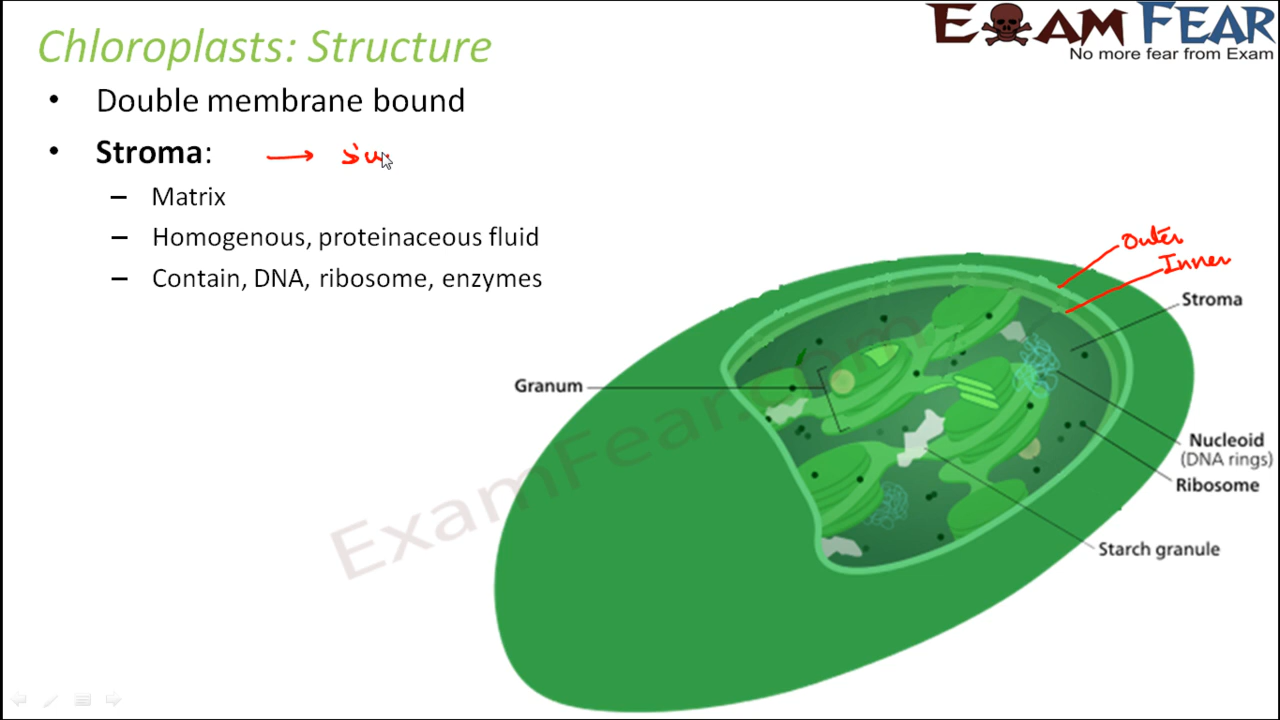 Chloroplasts: Structure
EXAM FEAR
No more fear from Exam
• Double membrane bound
• Stroma: → Su
– Matrix
– Homogenous, proteinaceous fluid
– Contain, DNA, ribosome, enzymes
Outer
Inner
Stroma
Granum
Nucleoid
(DNA rings)
Ribosome
Starch granule
ExamFear.com